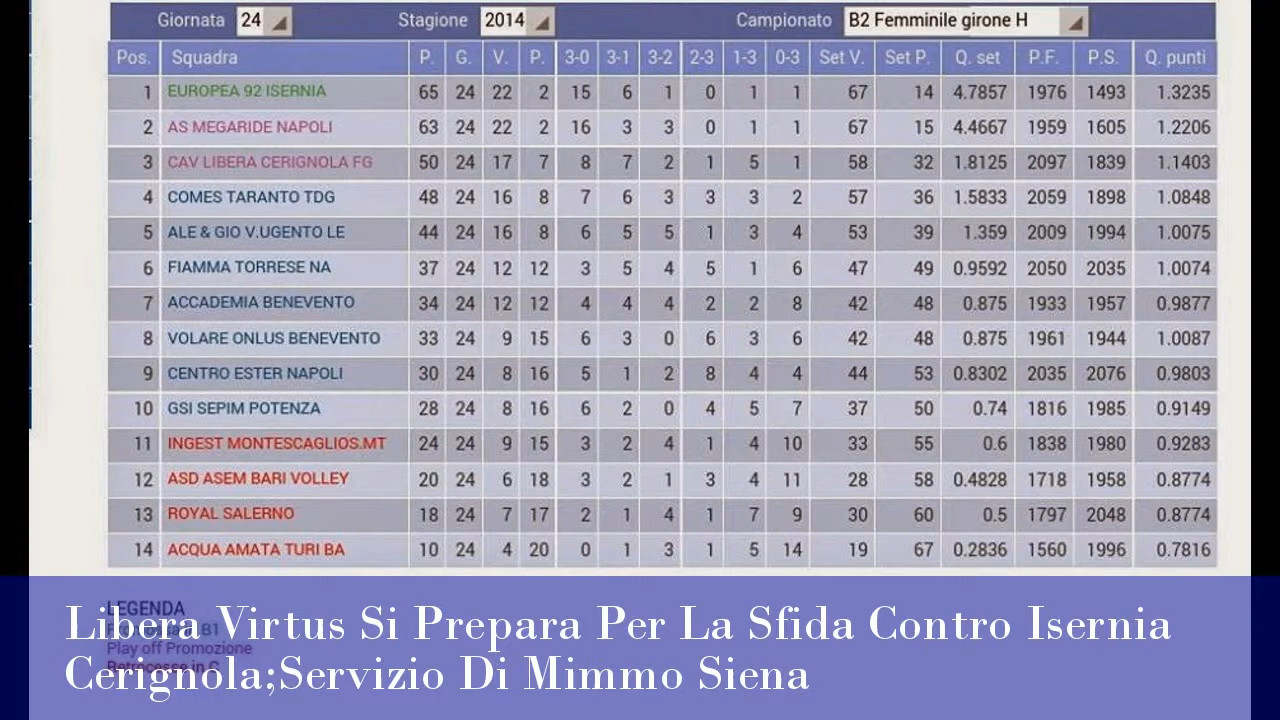 Giornata 24 Stagione 2014 Campionato B2 Femminile girone H
Pos. Squadra P. G. V. P. 3-0 3-1 3-2 2-3 1-3 0-3 Set V. Set P. Q. set P.F. P.S. Q. punti
1 EUROPEA 92 ISERNIA 65 24 22 2 15 6 1 0 1 1 67 14 4.7857 1976 1493 1.3235
2 AS MEGARIDE NAPOLI 63 24 22 2 16 3 3 0 1 1 67 15 4.4667 1959 1605 1.2206
3 CAV LIBERA CERIGNOLA FG 50 24 17 7 8 7 2 1 5 1 58 32 1.8125 2097 1839 1.1403
4 COMES TARANTO TDG 48 24 16 8 7 6 3 3 3 2 57 36 1.5833 2059 1898 1.0848
5 ALE & GIO V.UGENTO LE 44 24 16 8 6 5 5 1 3 4 53 39 1.359 2009 1994 1.0075
6 FIAMMA TORRESE NA 37 24 12 12 3 5 4 5 1 6 47 49 0.9592 2050 2035 1.0074
7 ACCADEMIA BENEVENTO 34 24 12 12 4 4 4 2 2 8 42 48 0.875 1933 1957 0.9877
8 VOLARE ONLUS BENEVENTO 33 24 9 15 6 3 0 6 3 6 42 48 0.875 1961 1944 1.0087
9 CENTRO ESTER NAPOLI 30 24 8 16 5 1 2 8 4 4 44 53 0.8302 2035 2076 0.9803
10 GSI SEPIM POTENZA 28 24 8 16 6 2 0 4 5 7 37 50 0.74 1816 1985 0.9149
11 INGEST MONTESCAGLIOS.MT 24 24 9 15 3 2 4 1 4 10 33 55 0.6 1838 1980 0.9283
12 ASD ASEM BARI VOLLEY 20 24 6 18 3 2 1 3 4 11 28 58 0.4828 1718 1958 0.8774
13 ROYAL SALERNO 18 24 7 17 2 1 4 1 7 9 30 60 0.5 1797 2048 0.8774
14 ACQUA AMATA TURI BA 10 24 4 20 0 1 3 1 5 14 19 67 0.2836 1560 1996 0.7816
LEGENDA
Libera Virtus Si Prepara Per La Sfida Contro Isernia
Play off Promozione
Retrocesse in C
Cerignola;Servizio Di Mimmo Siena